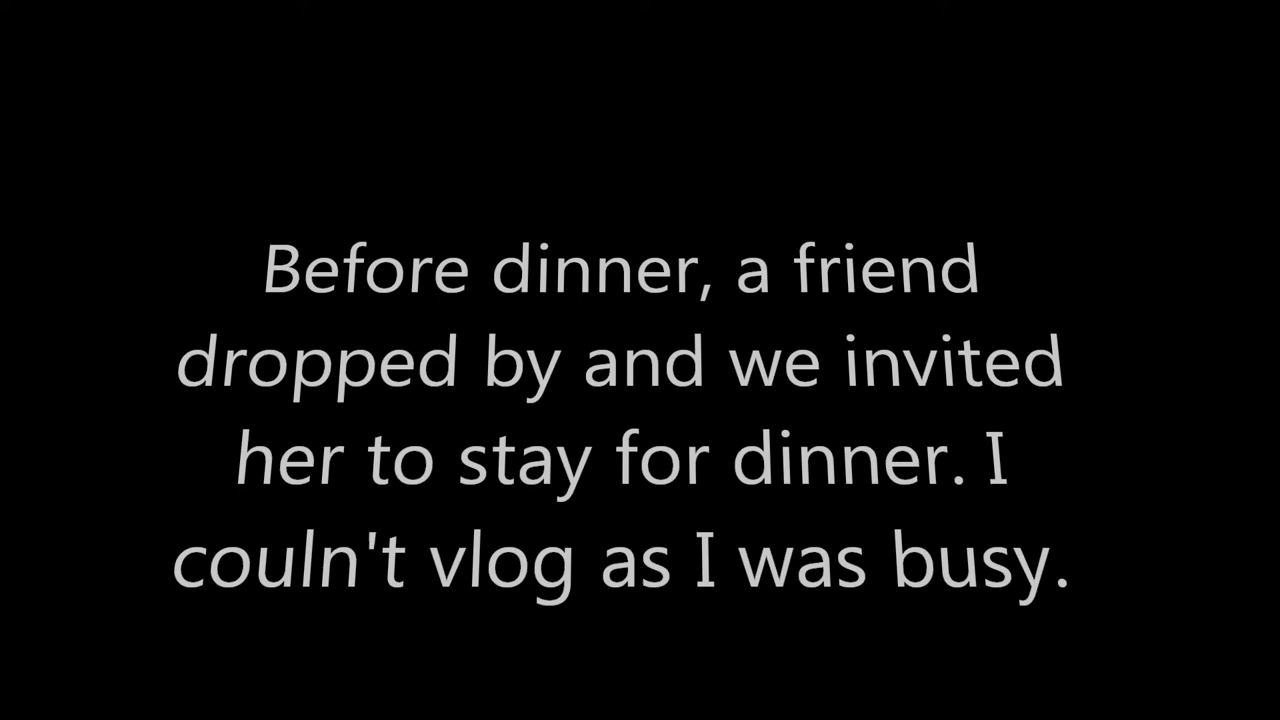 Before dinner, a friend
dropped by and we invited
her to stay for dinner. I
couln't vlog as I was busy.